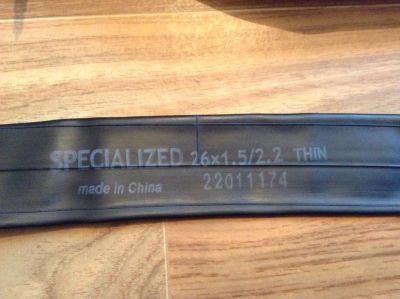 SPECIALIZED 26x1.5/2.2 THIN
made in China 22011174